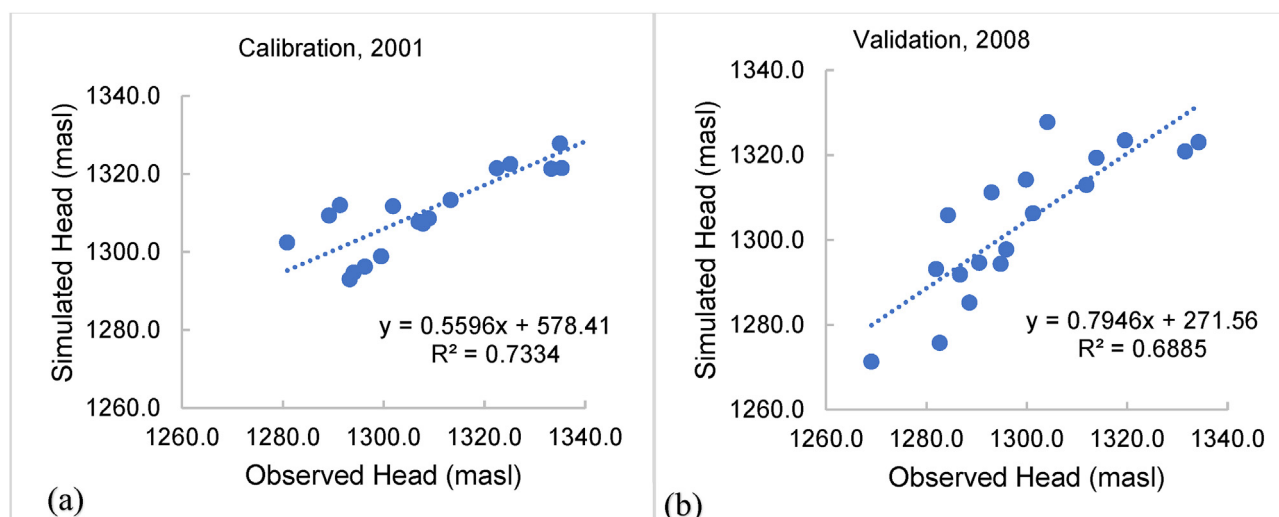 Calibration, 2001
Simulated Head (masl)
1340.0
1320.0
1300.0
1280.0
1260.0
y = 0.5596x + 578.41
R² = 0.7334
1260.0 1280.0 1300.0 1320.0 1340.0
Observed Head (masl)
(a)
Validation, 2008
Simulated Head (masl)
1340.0
1320.0
1300.0
1280.0
1260.0
y = 0.7946x + 271.56
R² = 0.6885
1260.0 1280.0 1300.0 1320.0 1340.0
Observed Head (masl)
(b)